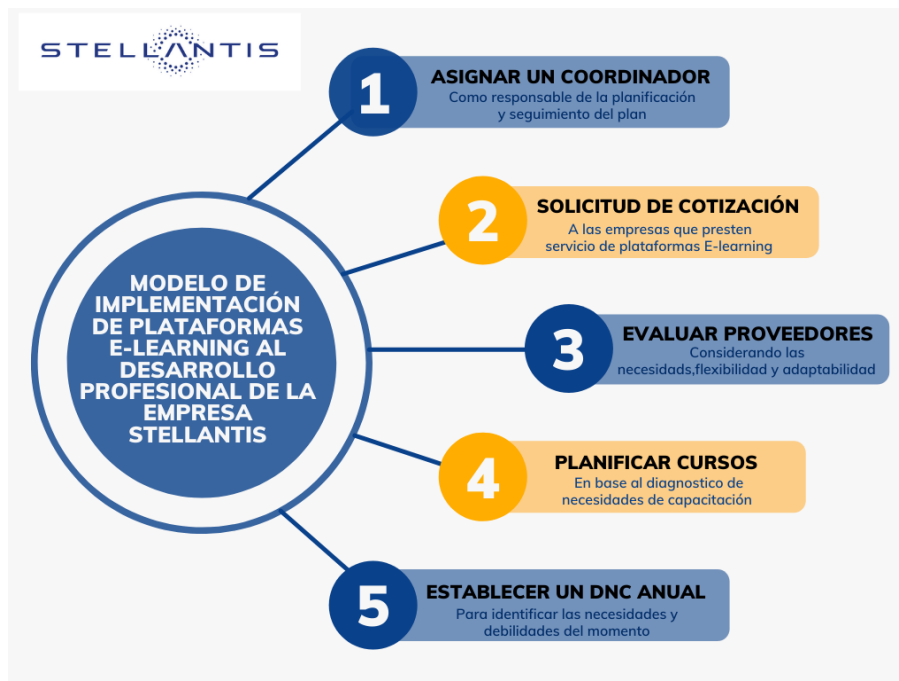 STELLANTIS
1
ASIGNAR UN COORDINADOR
Como responsable de la planificación
y seguimiento del plan
2
SOLICITUD DE COTIZACIÓN
A las empresas que presten
servicio de plataformas E-learning
MODELO DE
IMPLEMENTACIÓN
DE PLATAFORMAS
E-LEARNING AL
DESARROLLO
PROFESIONAL DE LA
EMPRESA
STELLANTIS
3
EVALUAR PROVEEDORES
Considerando las
necesidads,flexibilidad y adaptabilidad
4
PLANIFICAR CURSOS
En base al diagnostico de
necesidades de capacitación
5
ESTABLECER UN DNC ANUAL
Para identificar las necesidades y
debilidades del momento